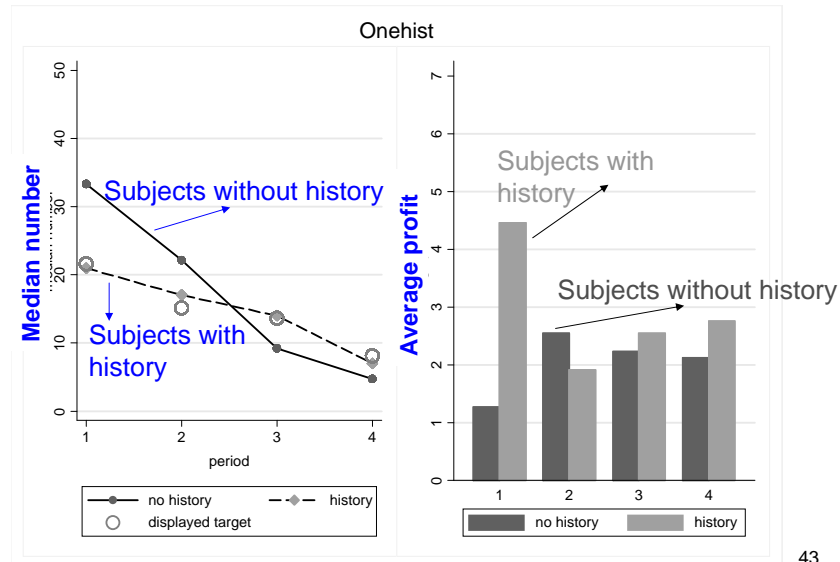 Onehist
50
40
30
20
10
0
Median number
Subjects without history
Subjects with
history
1
2
3
4
period
no history
history
displayed target
7
6
5
4
3
2
1
0
Average profit
Subjects with
history
Subjects without history
1
2
3
4
no history
history
43